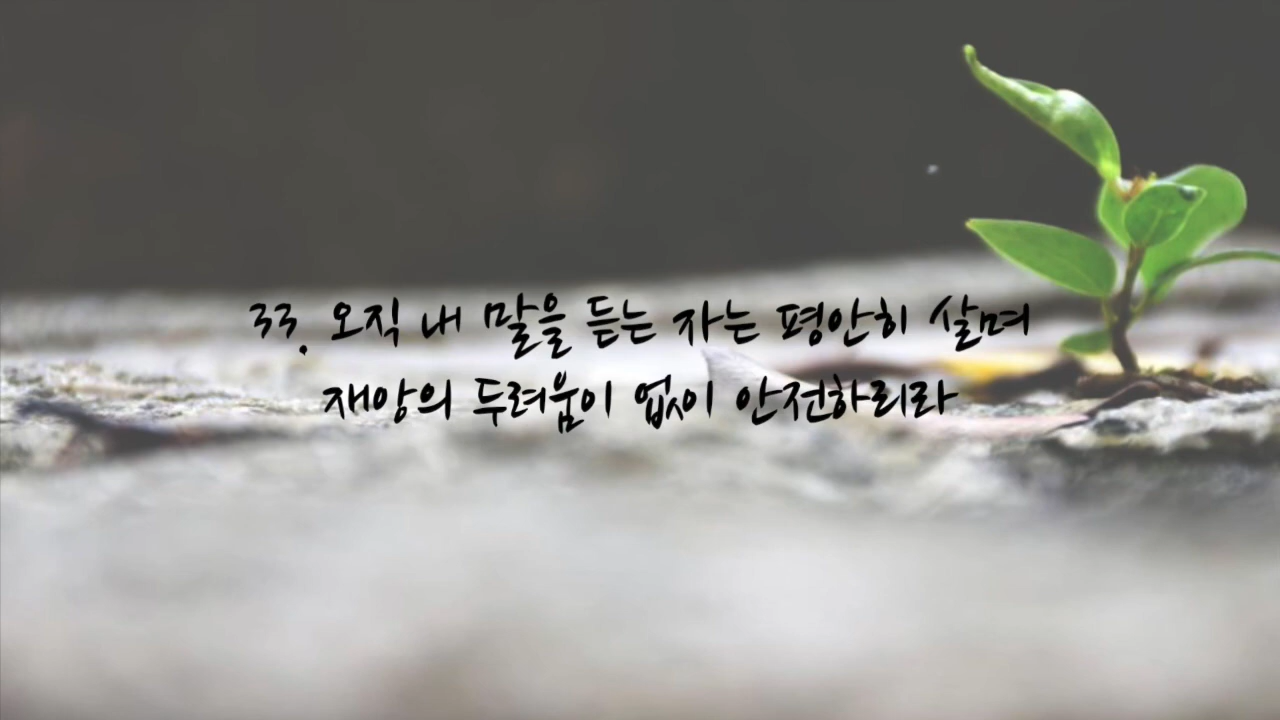 33. 오직 내 말을 듣는 자는 평안히 살며
재앙의 두려움이 없이 안전하리라